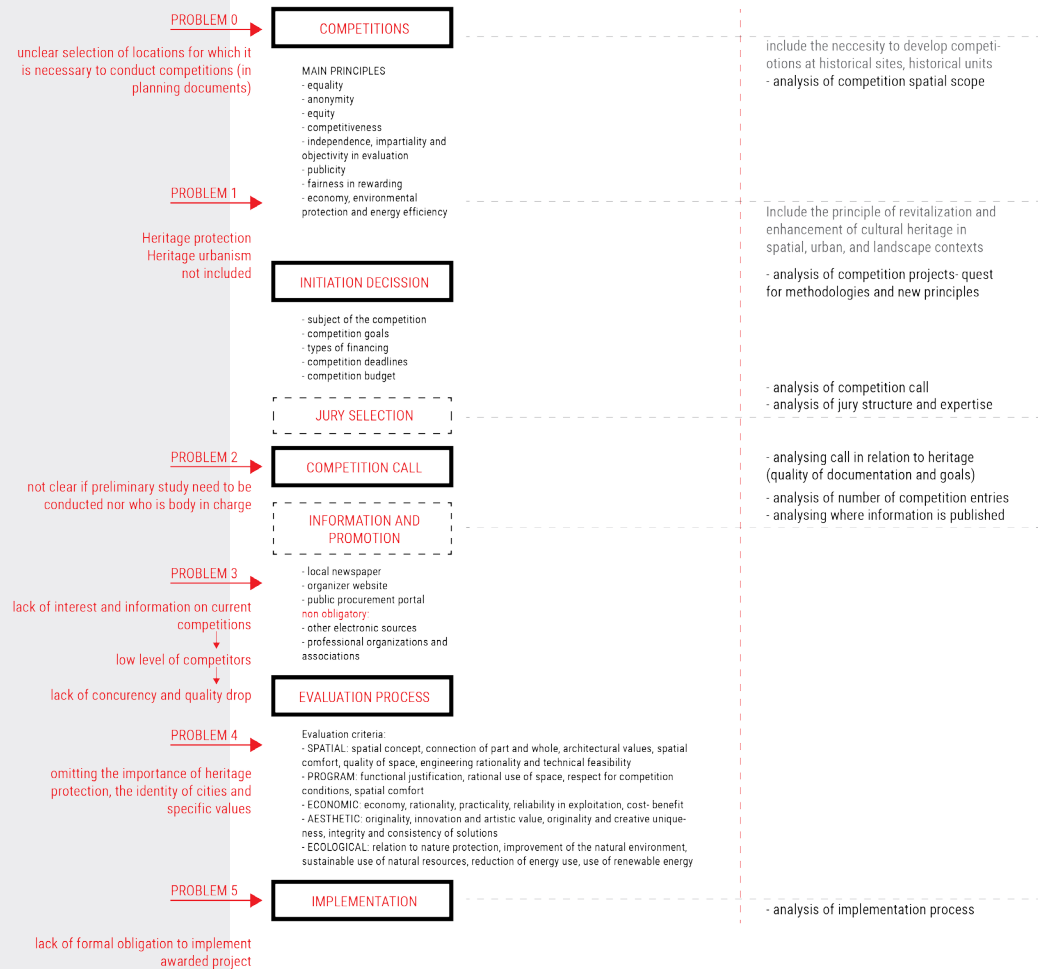 PROBLEM 0
unclear selection of locations for which it
is necessary to conduct competitions (in
planning documents)
COMPETITIONS
MAIN PRINCIPLES
- equality
- anonymity
- equity
- competitiveness
- independence, impartiality and
objectivity in evaluation
- publicity
- fairness in rewarding
- economy, environmental
protection and energy efficiency
include the neccesity to develop competi-
otions at historical sites, historical units
- analysis of competition spatial scope
PROBLEM 1
Heritage protection
Heritage urbanism
not included
Include the principle of revitalization and
enhancement of cultural heritage in
spatial, urban, and landscape contexts
- analysis of competition projects- quest
for methodologies and new principles
INITIATION DECISSION
- subject of the competition
- competition goals
- types of financing
- competition deadlines
- competition budget
JURY SELECTION
- analysis of competition call
- analysis of jury structure and expertise
PROBLEM 2
not clear if preliminary study need to be
conducted nor who is body in charge
COMPETITION CALL
- analysing call in relation to heritage
(quality of documentation and goals)
- analysis of number of competition entries
- analysing where information is published
INFORMATION AND
PROMOTION
PROBLEM 3
lack of interest and information on current
competitions
low level of competitors
lack of concurency and quality drop
- local newspaper
- organizer website
- public procurement portal
non obligatory:
- other electronic sources
- professional organizations and
associations
EVALUATION PROCESS
PROBLEM 4
omitting the importance of heritage
protection, the identity of cities and
specific values
Evaluation criteria:
- SPATIAL: spatial concept, connection of part and whole, architectural values, spatial
comfort, quality of space, engineering rationality and technical feasibility
- PROGRAM: functional justification, rational use of space, respect for competition
conditions, spatial comfort
- ECONOMIC: economy, rationality, practicality, reliability in exploitation, cost- benefit
- AESTHETIC: originality, innovation and artistic value, originality and creative unique-
ness, integrity and consistency of solutions
- ECOLOGICAL: relation to nature protection, improvement of the natural environment,
sustainable use of natural resources, reduction of energy use, use of renewable energy
PROBLEM 5
lack of formal obligation to implement
awarded project
IMPLEMENTATION
- analysis of implementation process